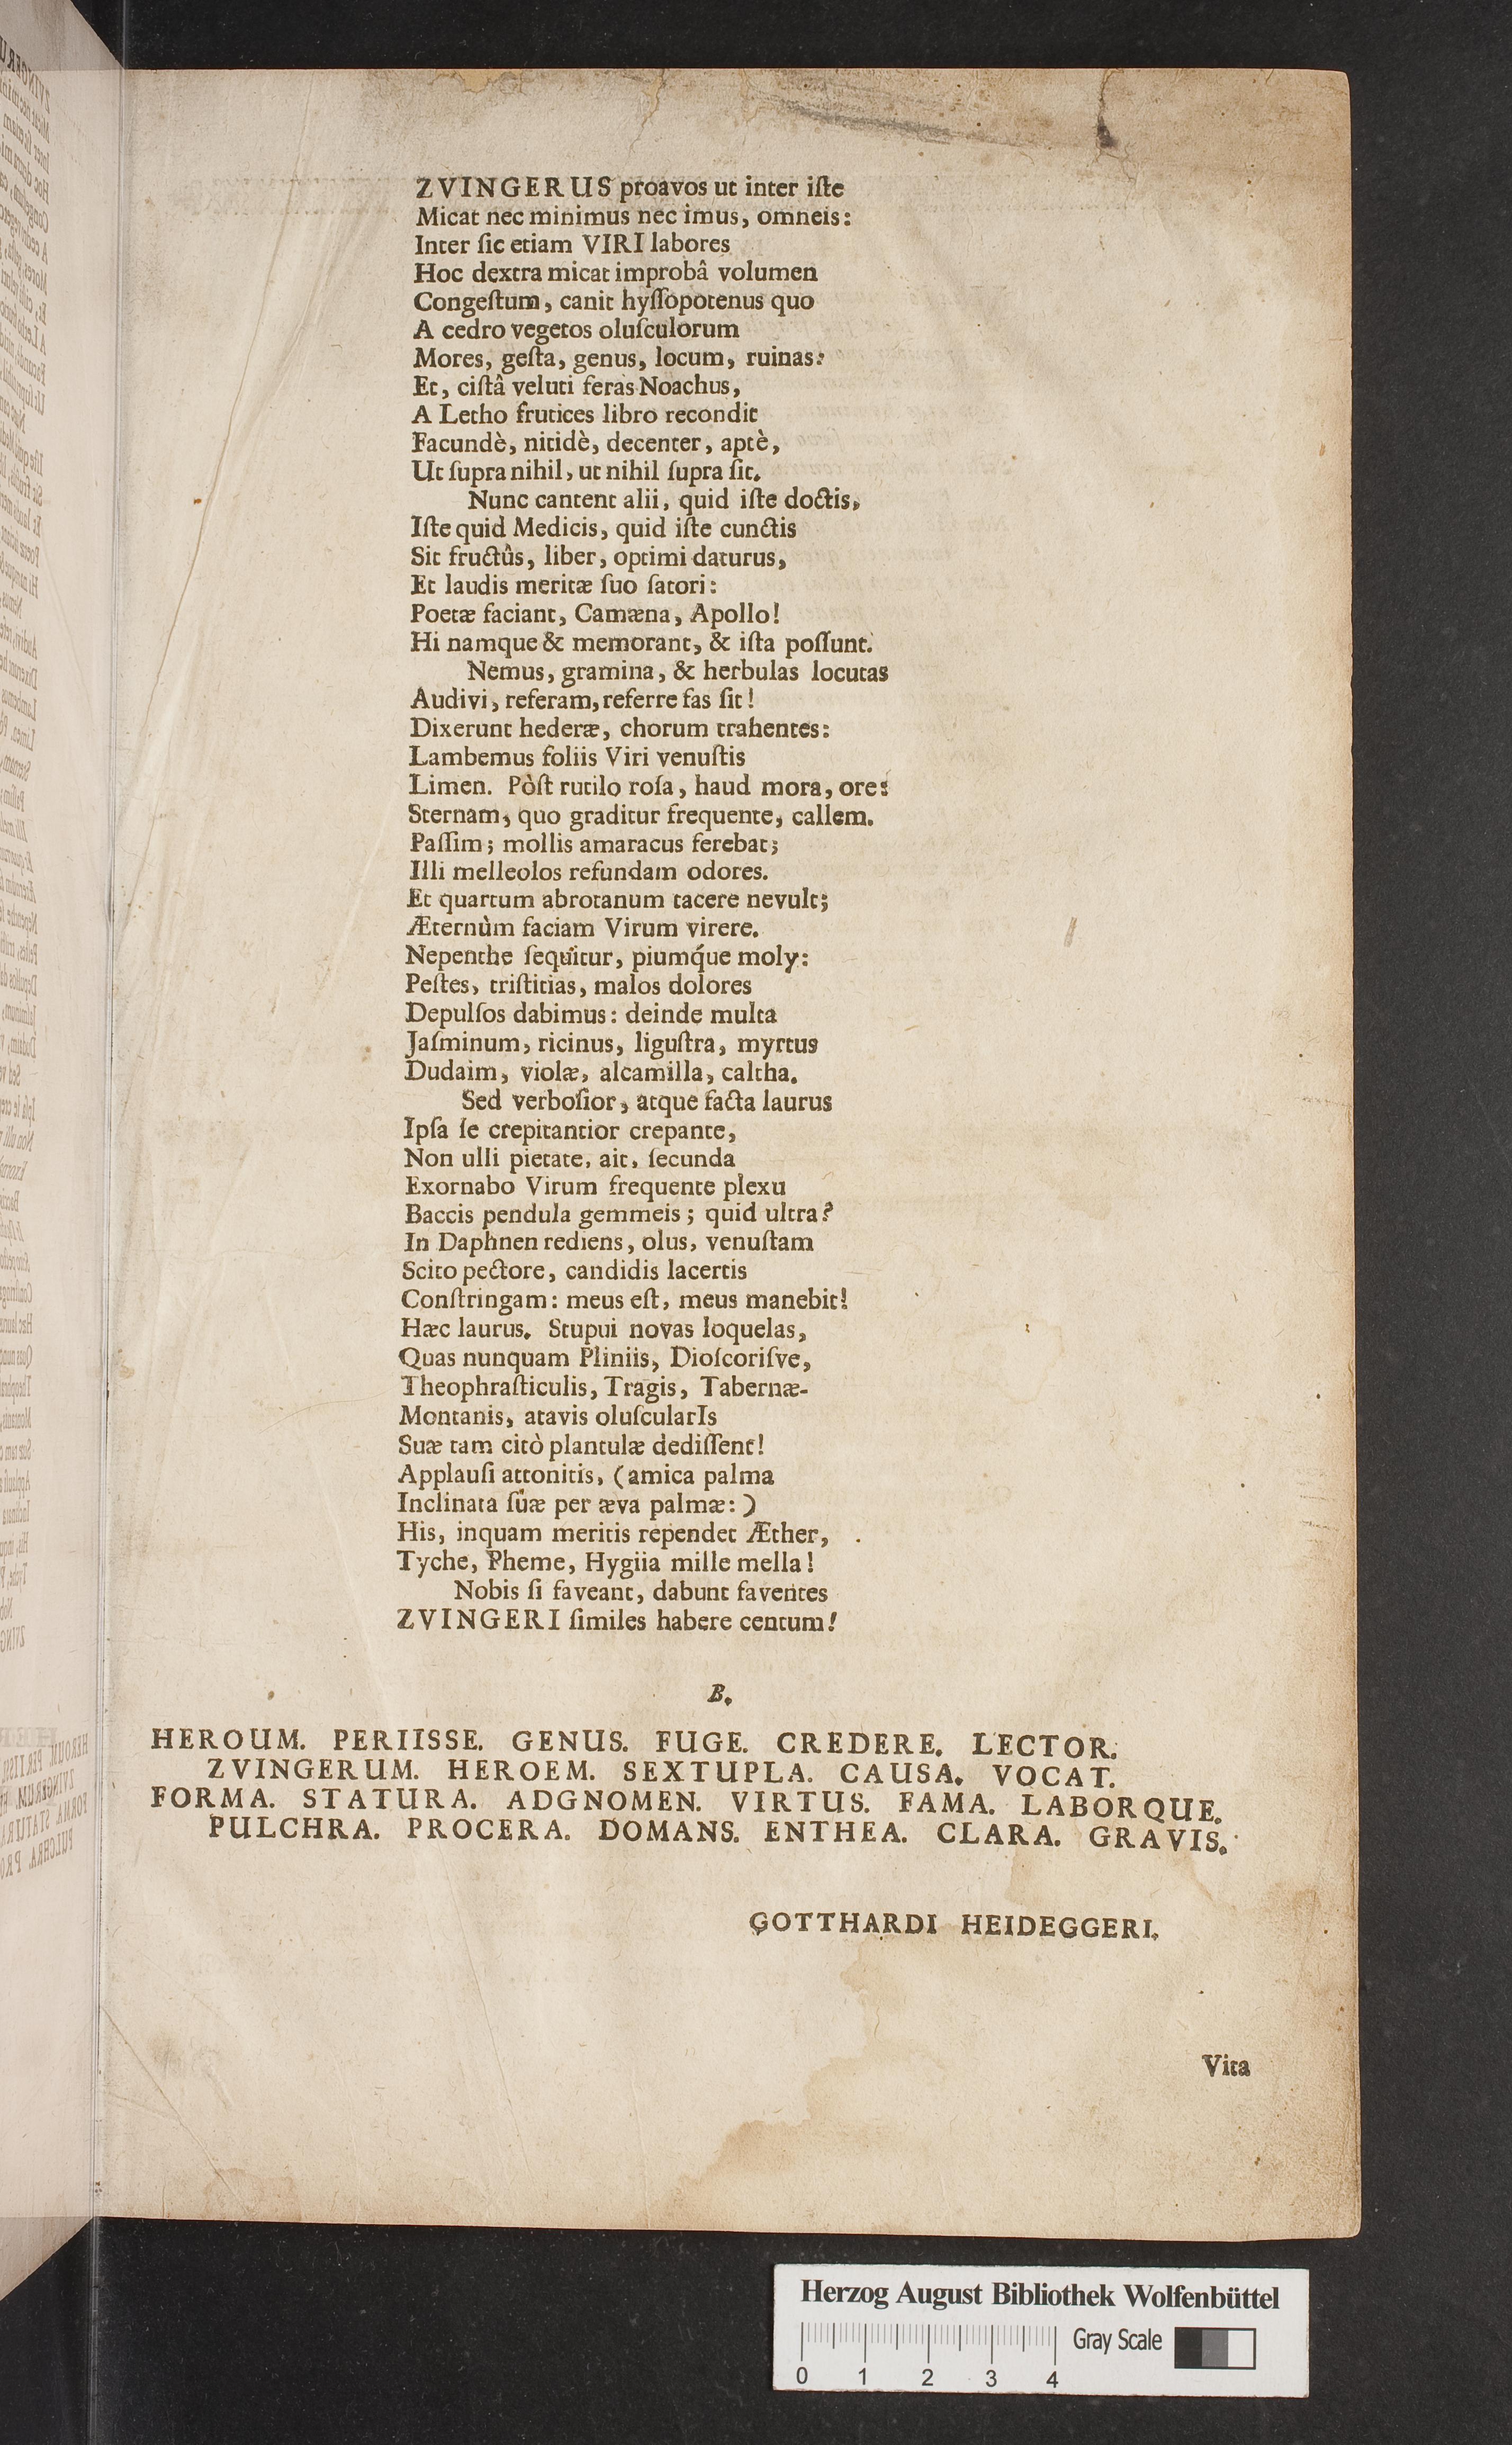 ZVINGERUS proavos ut inter iſte
Micat nec minimus nec imus, omneis:
Inter ſic etiam VIRI labores
Hoc dextra micat improbâ volumen
Congeſtum, canit hyſſopotenus quo
A cedro vegetos oluſculorum
Mores, geſta, genus, locum, ruinas:
Et, ciſtâ veluti feras Noachus,
A Letho frutices libro recondit
Facundè, nitidè, decenter, aptè,
Ut ſupra nihil, ut nihil ſupra ſit.
Nunc cantent alii, quid iſte doctis,
Iſte quid Medicis, quid iſte cunctis
Sit fructûs, liber, optimi daturus,
Et laudis meritæ ſuo ſatori:
Poetæ faciant, Camæna, Apollo!
Hi namque & memorant, & iſta poſſunt.
Nemus, gramina, & herbulas locutas
Audivi, referam, referre fas ſit!
Dixerunt hederæ, chorum trahentes:
Lambemus foliis Viri venuſtis
Limen. Pòſt rutilo roſa, haud mora, ore:
Sternam, quo graditur frequente, callem.
Paſſim; mollis amaracus ferebat;
Illi melleolos refundam odores.
Et quartum abrotanum tacere nevult;
Æternùm faciam Virum virere.
Nepenthe ſequitur, piumq́ue moly:
Peſtes, triſtitias, malos dolores
Depulſos dabimus: deinde multa
Jaſminum, ricinus, liguſtra, myrtus
Dudaim, violæ, alcamilla, caltha.
Sed verboſior, atque facta laurus
Ipſa ſe crepitantior crepante,
Non ulli pietate, ait, ſecunda
Exornabo Virum frequente plexu
Baccis pendula gemmeis; quid ultra?
In Daphnen rediens, olus, venuſtam
Scito pectore, candidis lacertis
Conſtringam: meus eſt, meus manebit!
Hæc laurus. Stupui novas loquelas,
Quas nunquam Pliniis, Dioſcoriſve,
Theophraſticulis, Tragis, Tabernæ-
Montanis, atavis oluſcularIs
Suæ tam citò plantulæ dediſſent!
Applauſi attonitis, (amica palma
Inclinata ſuæ per æva palmæ:)
His, inquam meritis rependet Æther,
Tyche, Pheme, Hygiia mille mella!
Nobis ſi faveant, dabunt faventes
ZVINGERI ſimiles habere centum!
B.
HEROUM. PERIISSE. GENUS. FUGE. CREDERE. LECTOR.
ZVINGERUM. HEROEM. SEXTUPLA. CAUSA. VOCAT.
FORMA. STATURA. ADGNOMEN. VIRTUS. FAMA. LABORQUE.
PULCHRA. PROCERA. DOMANS. ENTHEA. CLARA. GRAVIS.
GOTTHARDI HEIDEGGERI.
Vita
Herzog August Bibliothek Wolfenbüttel
Gray Scale
0 1 2 3 4